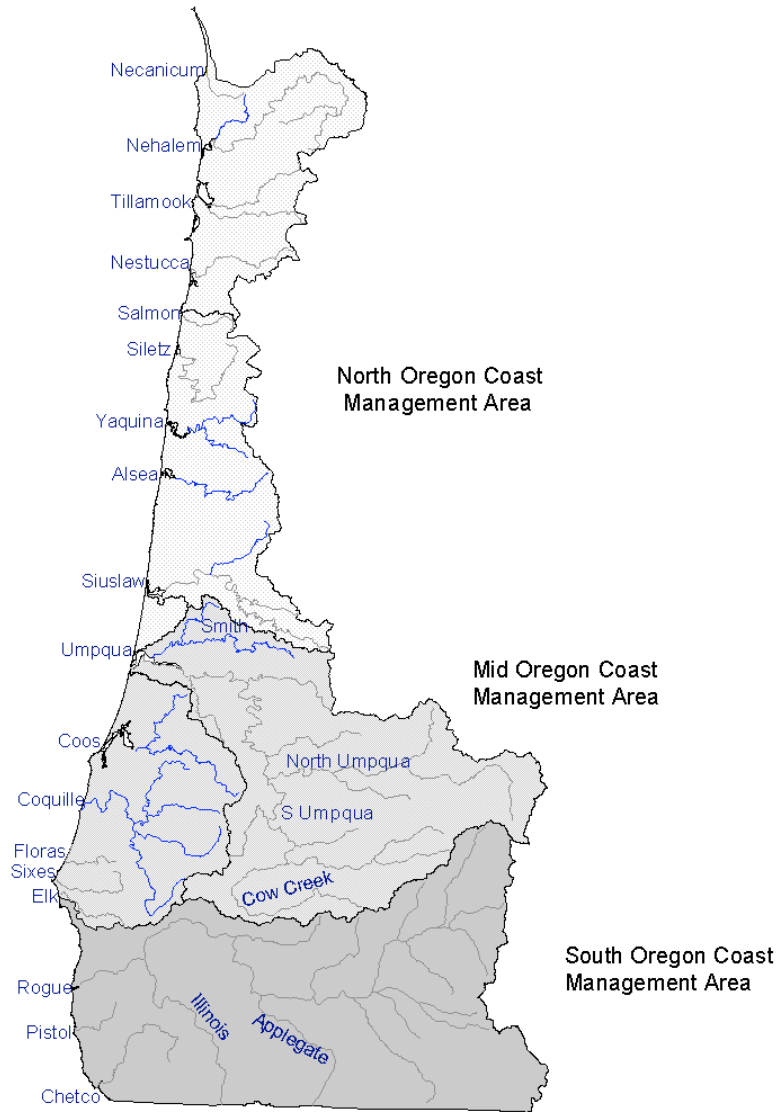 Necanicum
Nehalem
Tillamook
Nestucca
Salmon
Siletz
North Oregon Coast
Management Area
Yaquina
Alsea
Siuslaw
Smith
Umpqua
Mid Oregon Coast
Management Area
Coos
North Umpqua
Coquille
S Umpqua
Floras
Sixes
Elk
Cow Creek
South Oregon Coast
Management Area
Rogue
Illinois
Applegate
Pistol
Chetco